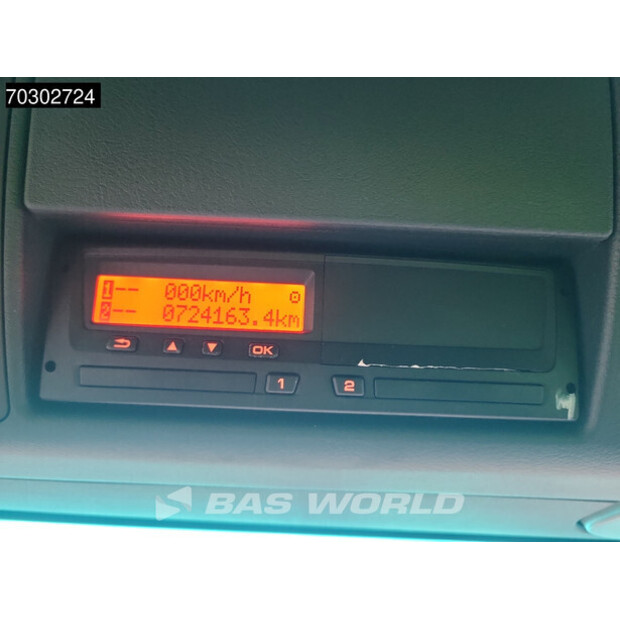 70302724
1-- 000km/h
2-- 0724163.4km
OK
1 2
BAS WORLD